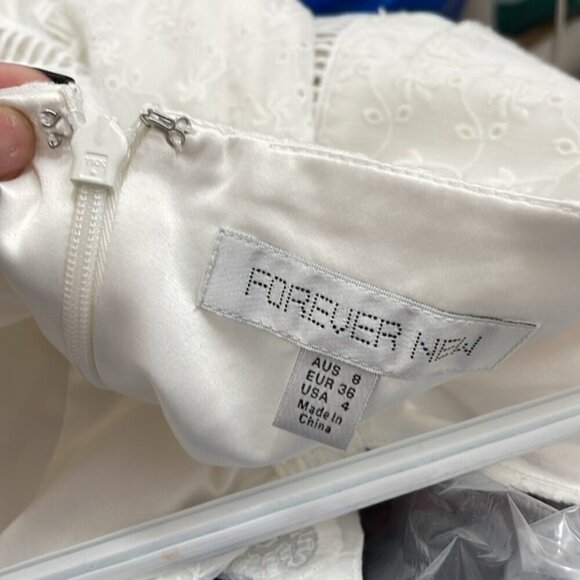 FOREVER NEW
AUS 8
EUR 36
USA 4
Made in
China